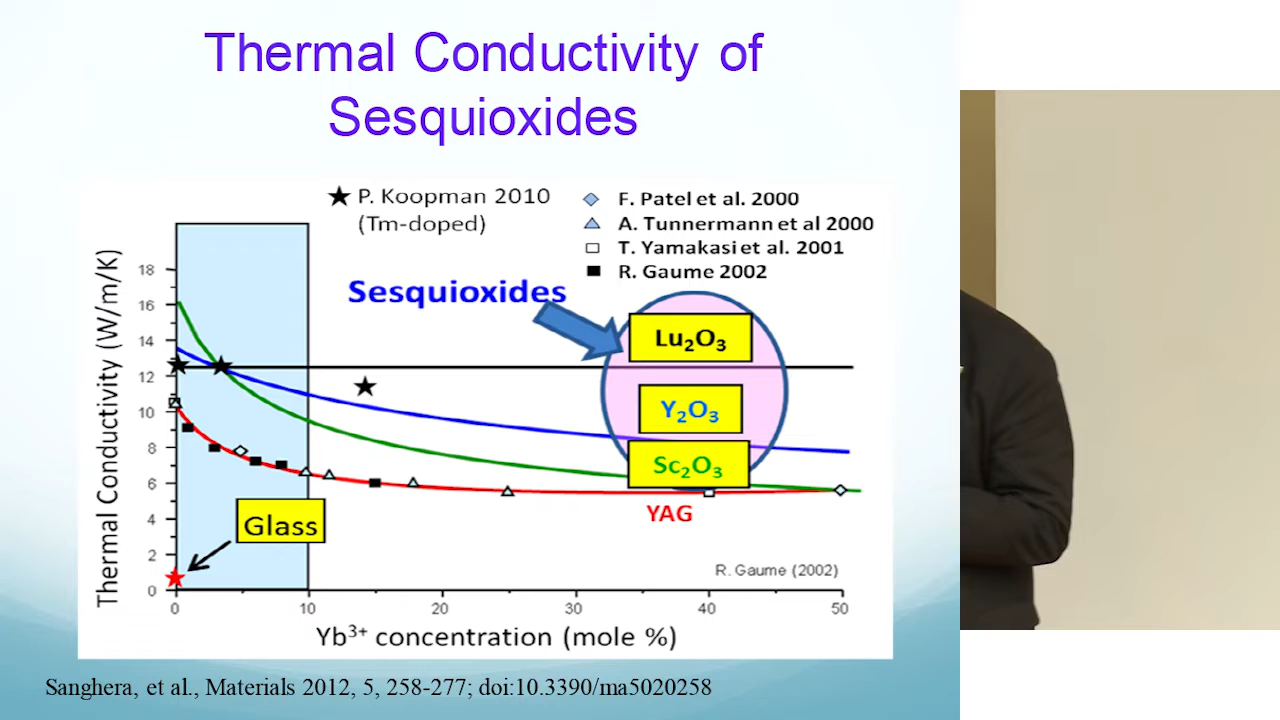 Thermal Conductivity of
Sesquioxides
★ P. Koopman 2010
(Tm-doped)
F. Patel et al. 2000
A. Tunnermann et al 2000
T. Yamakasi et al. 2001
R. Gaume 2002
Sesquioxides
Lu₂O₃
Y₂O₃
Sc₂O₃
YAG
Glass
R. Gaume (2002)
Thermal Conductivity (W/m/K)
18
16
14
12
10
8
6
4
2
0
0 10 20 30 40 50
Yb³⁺ concentration (mole %)
Sanghera, et al., Materials 2012, 5, 258-277; doi:10.3390/ma5020258